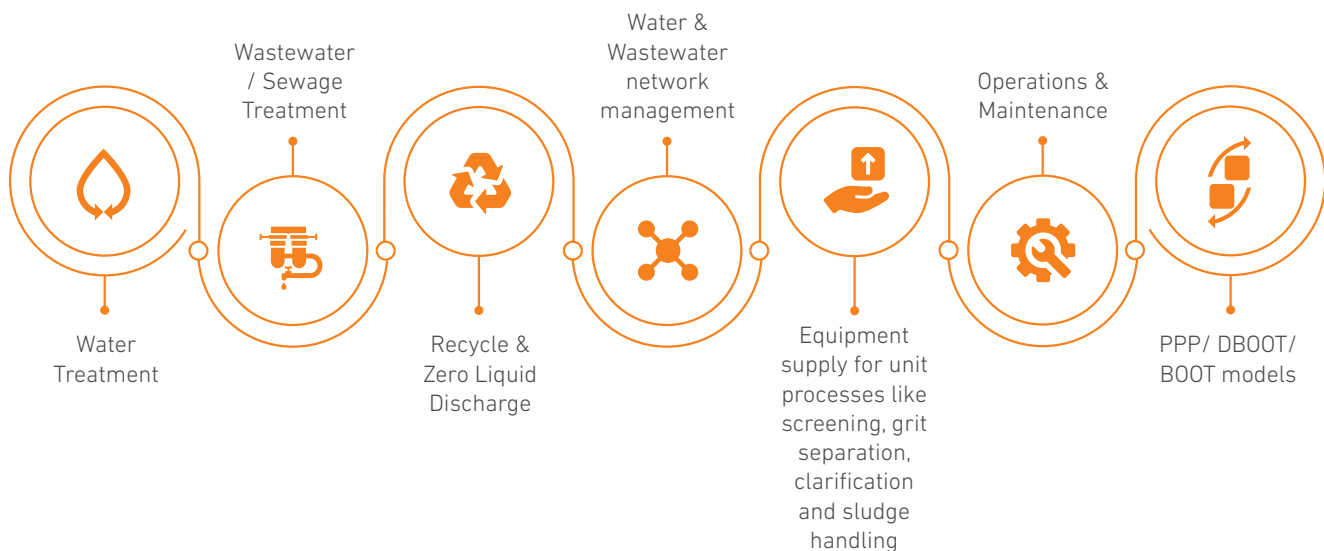 Water
Treatment
Wastewater
/ Sewage
Treatment
Recycle &
Zero Liquid
Discharge
Water &
Wastewater
network
management
Equipment
supply for unit
processes like
screening, grit
separation,
clarification
and sludge
handling
Operations &
Maintenance
PPP/ DBOOT/
BOOT models